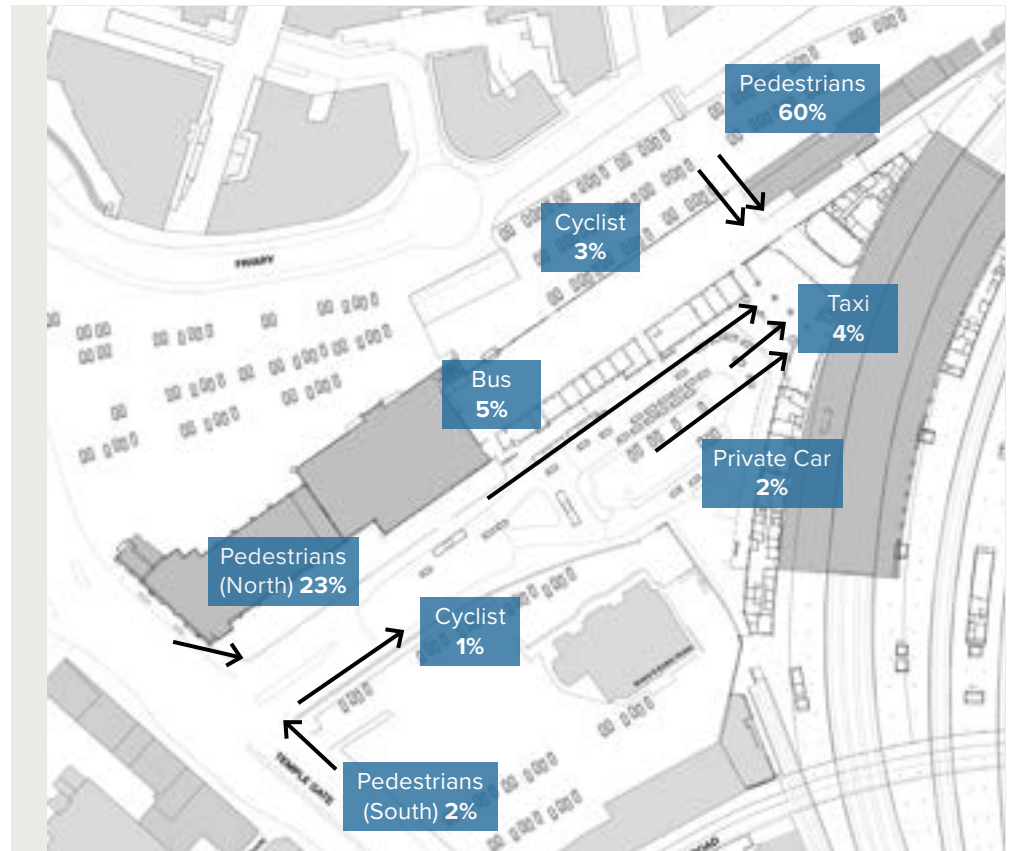 Pedestrians
60%
Cyclist
3%
FRIARY
Taxi
4%
Bus
5%
Private Car
2%
Pedestrians
(North) 23%
Cyclist
1%
TEMPLE GATE
Pedestrians
(South) 2%
ROAD